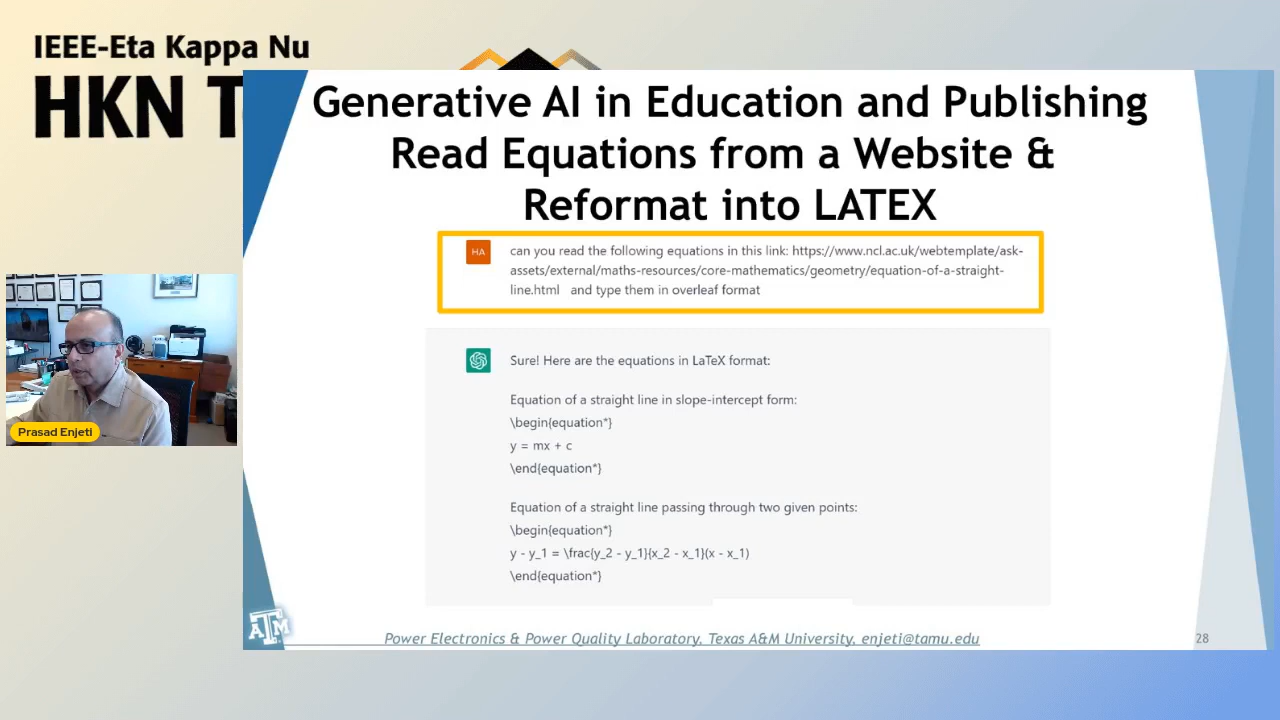 IEEE-Eta Kappa Nu
HKN T
Generative AI in Education and Publishing
Read Equations from a Website &
Reformat into LATEX
HA
can you read the following equations in this link: https://www.ncl.ac.uk/webtemplate/ask-
assets/external/maths-resources/core-mathematics/geometry/equation-of-a-straight-
line.html and type them in overleaf format
Sure! Here are the equations in LaTeX format:
Equation of a straight line in slope-intercept form:
\begin{equation*}
y = mx + c
\end{equation*}
Equation of a straight line passing through two given points:
\begin{equation*}
y - y_1 = \frac{y_2 - y_1}{x_2 - x_1}(x - x_1)
\end{equation*}
Prasad Enjeti
ATM
Power Electronics & Power Quality Laboratory, Texas A&M University, enjeti@tamu.edu
28